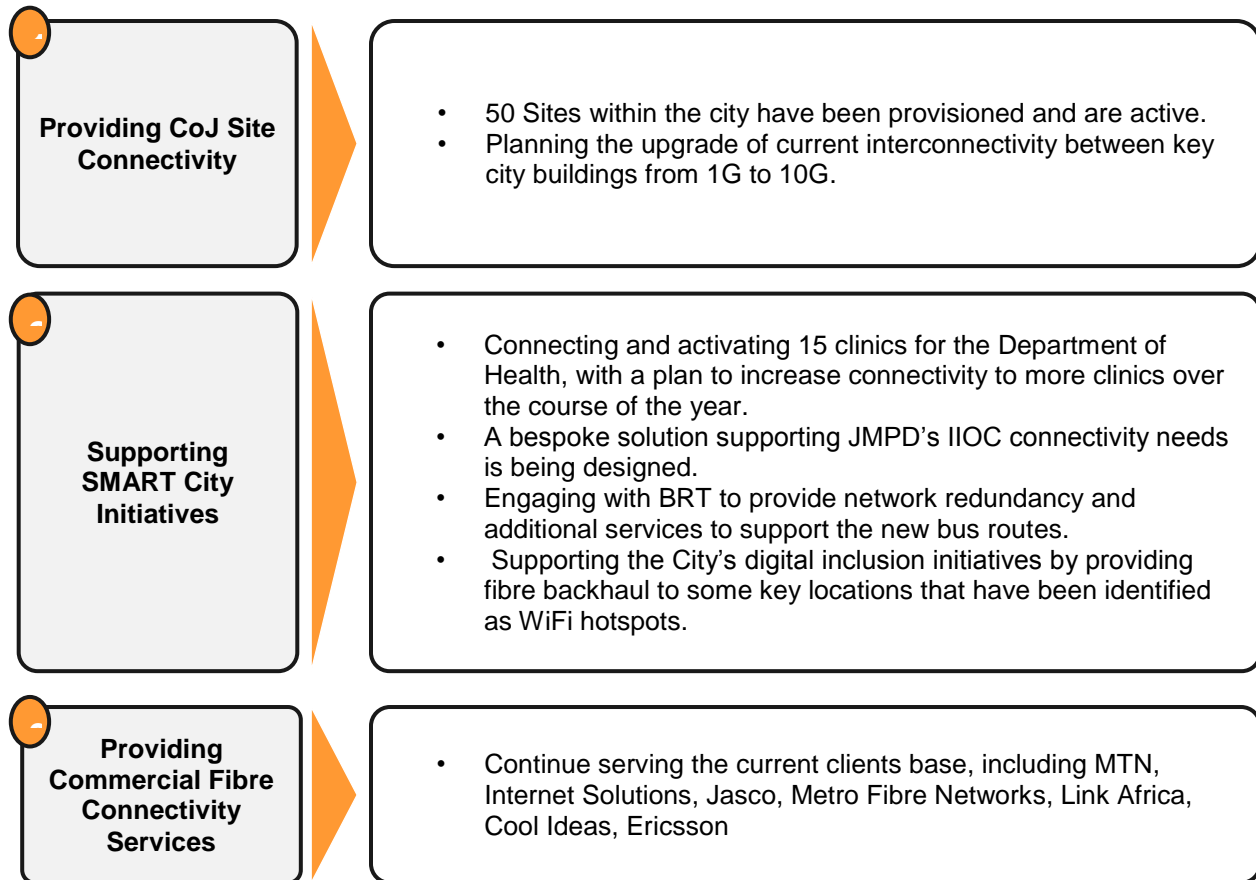 Providing CoJ Site
Connectivity
• 50 Sites within the city have been provisioned and are active.
• Planning the upgrade of current interconnectivity between key
city buildings from 1G to 10G.
Supporting
SMART City
Initiatives
• Connecting and activating 15 clinics for the Department of
Health, with a plan to increase connectivity to more clinics over
the course of the year.
• A bespoke solution supporting JMPD’s IIOC connectivity needs
is being designed.
• Engaging with BRT to provide network redundancy and
additional services to support the new bus routes.
• Supporting the City’s digital inclusion initiatives by providing
fibre backhaul to some key locations that have been identified
as WiFi hotspots.
Providing
Commercial Fibre
Connectivity
Services
• Continue serving the current clients base, including MTN,
Internet Solutions, Jasco, Metro Fibre Networks, Link Africa,
Cool Ideas, Ericsson